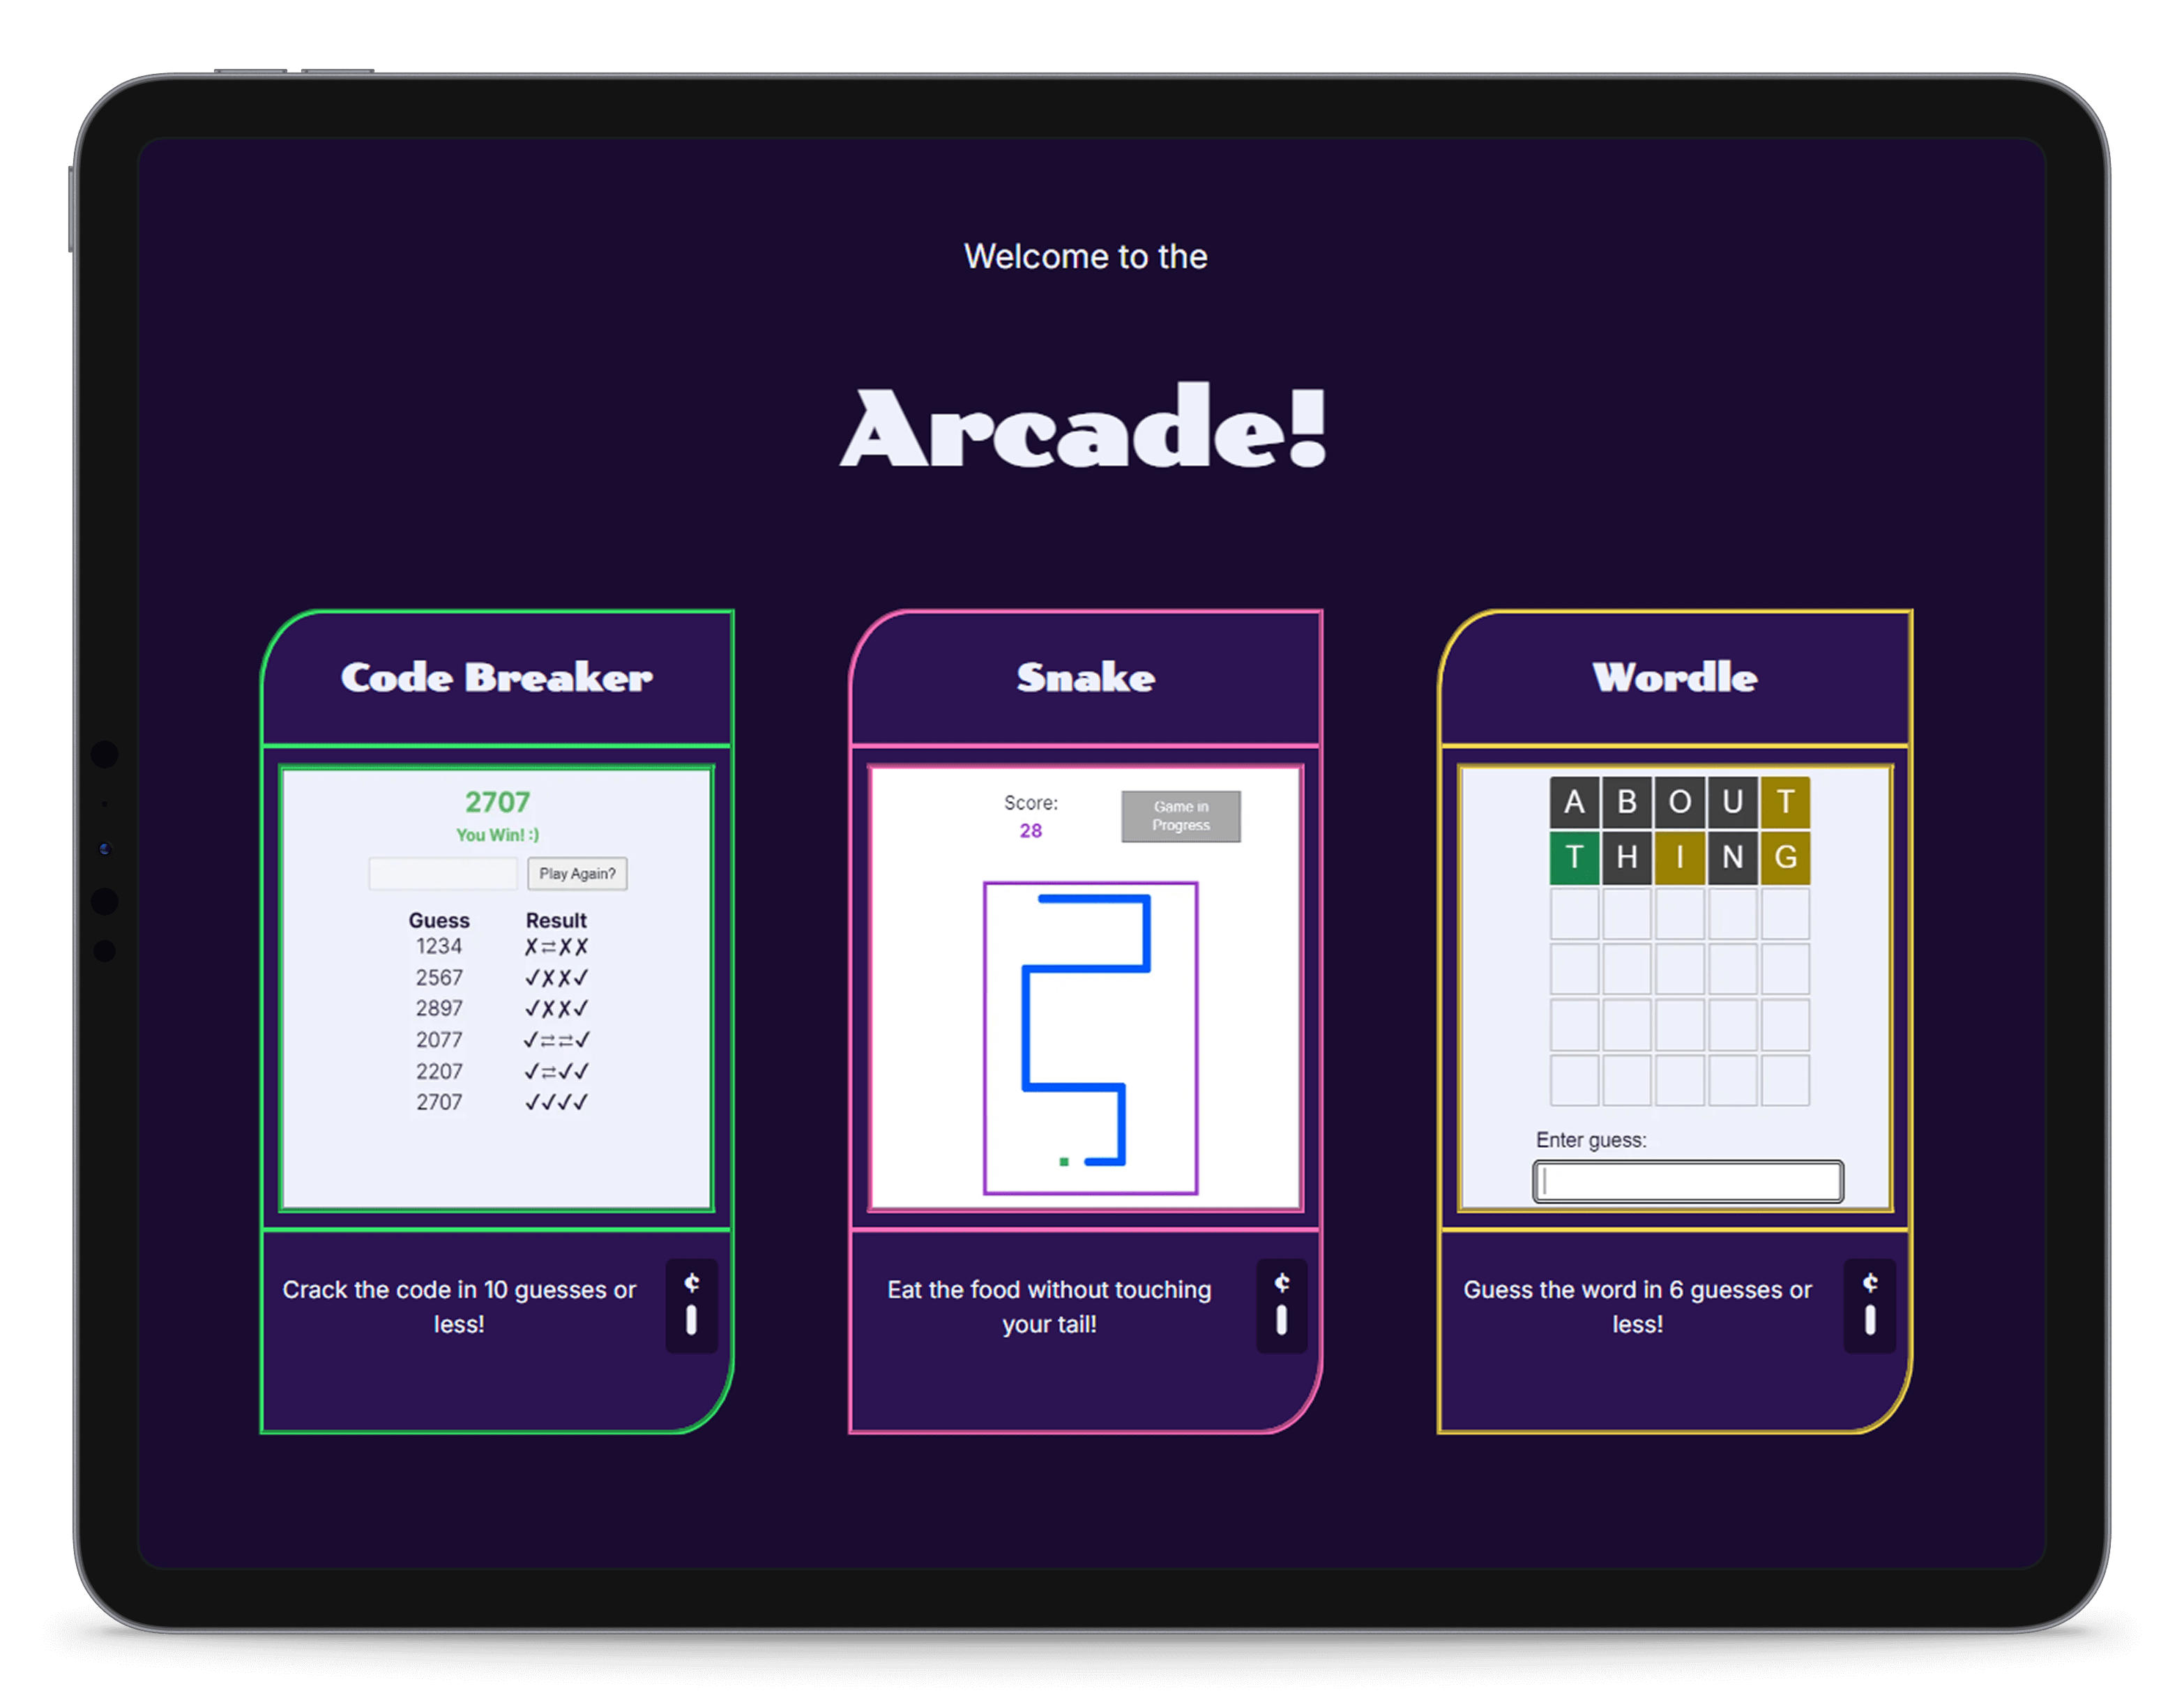 Welcome to the
Arcade!
Code Breaker
2707
You Win! :)
Play Again?
Guess Result
1234 ✗⇄✗✗
2567 ✓✗✗✓
2897 ✓✗✗✓
2077 ✓⇄⇄✓
2207 ✓⇄✓✓
2707 ✓✓✓✓
Crack the code in 10 guesses or
less!
¢
Snake
Score:
28
Game in
Progress
Eat the food without touching
your tail!
¢
Wordle
ABOUT
THING
Enter guess:
Guess the word in 6 guesses or
less!
¢